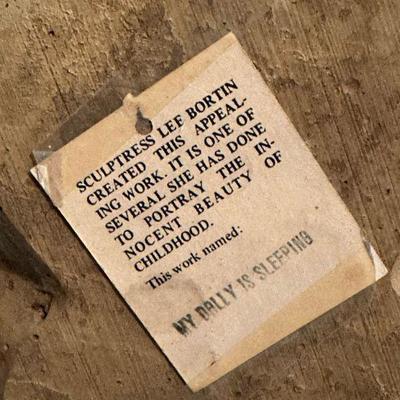 SCULPTRESS LEE BORTIN
CREATED THIS APPEAL-
ING WORK. IT IS ONE OF
SEVERAL SHE HAS DONE
TO PORTRAY THE IN-
NOCENT BEAUTY OF
CHILDHOOD.
This work named:
MY DOLLY IS SLEEPING